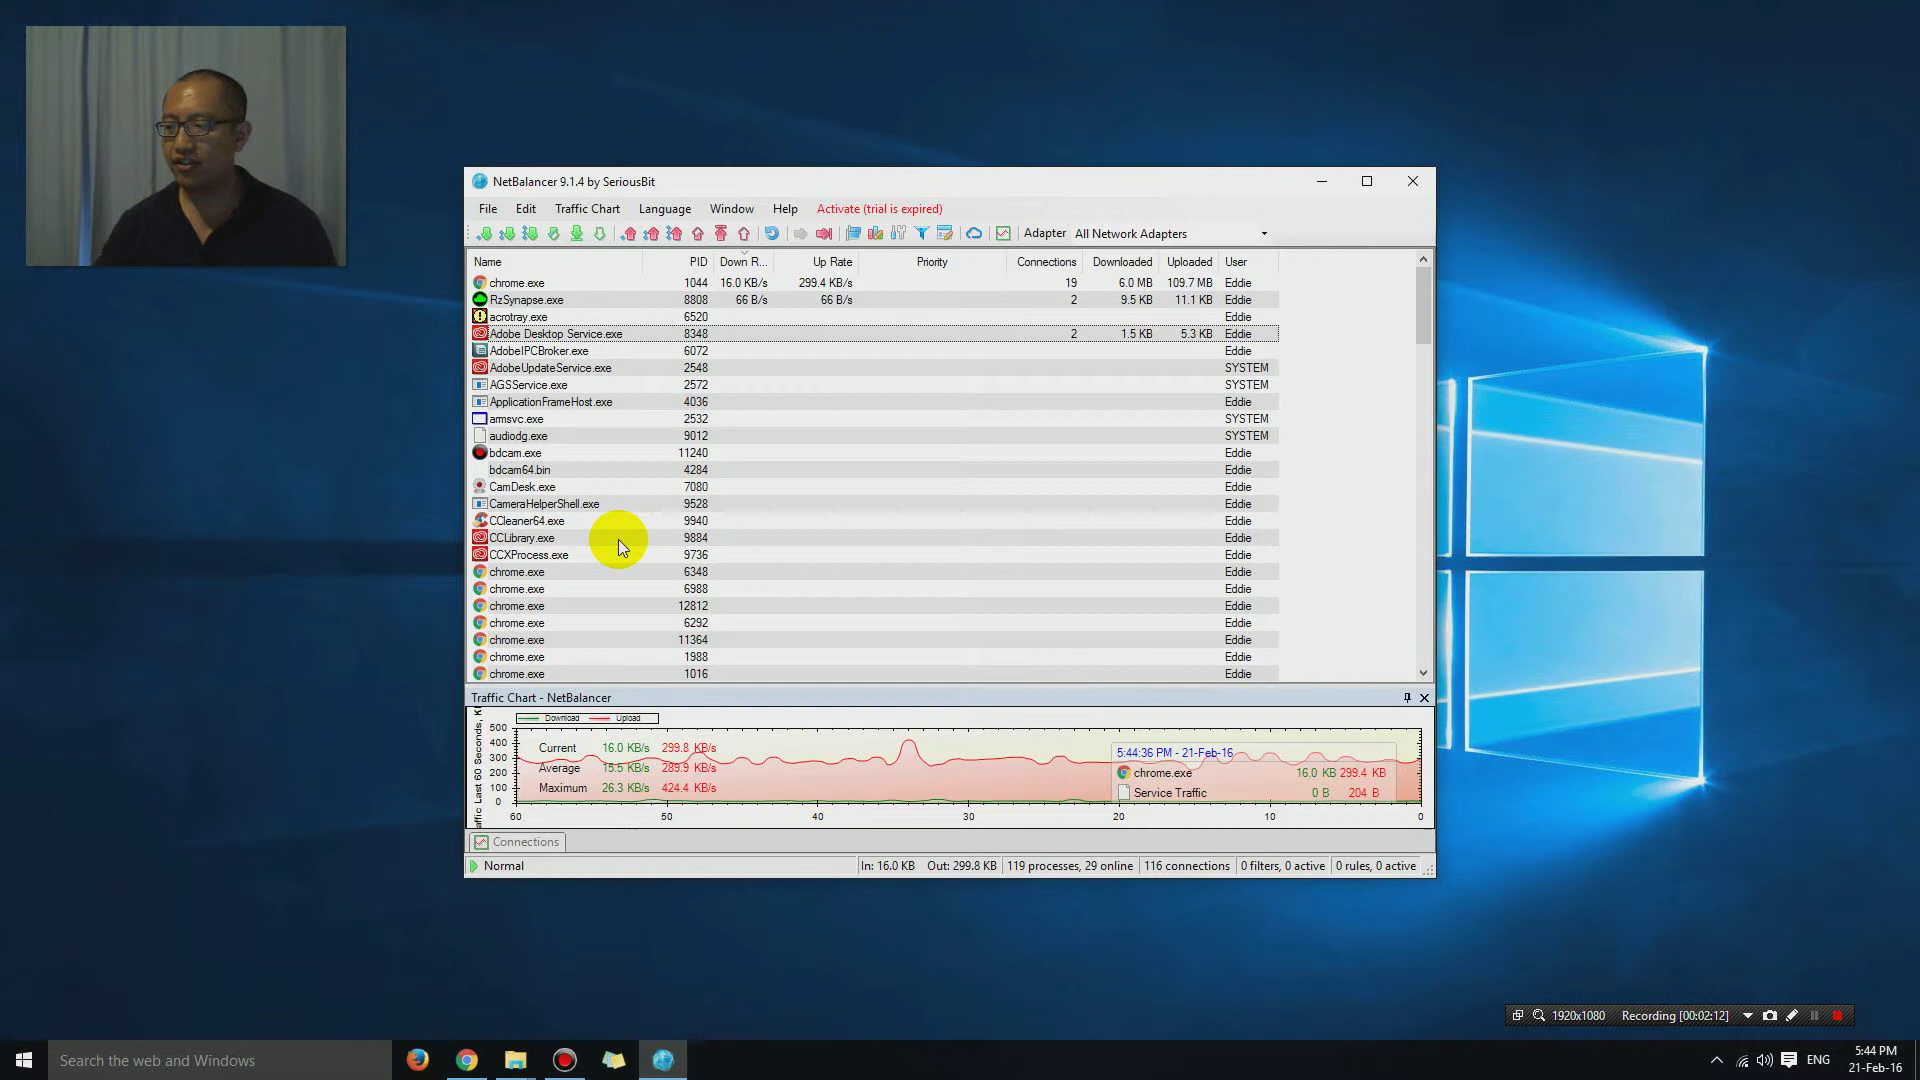 NetBalancer 9.1.4 by SeriousBit
File Edit Traffic Chart Language Window Help Activate (trial is expired)
Adapter All Network Adapters
Name PID Down R... Up Rate Priority Connections Downloaded Uploaded User
chrome.exe 1044 16.0 KB/s 299.4 KB/s 19 6.0 MB 109.7 MB Eddie
RzSynapse.exe 8808 66 B/s 66 B/s 2 9.5 KB 11.1 KB Eddie
acrotray.exe 6520 Eddie
Adobe Desktop Service.exe 8348 2 1.5 KB 5.3 KB Eddie
AdobeIPCBroker.exe 6072 Eddie
AdobeUpdateService.exe 2548 SYSTEM
AGSService.exe 2572 SYSTEM
ApplicationFrameHost.exe 4036 Eddie
armsvc.exe 2532 SYSTEM
audiodg.exe 9012 SYSTEM
bdcam.exe 11240 Eddie
bdcam64.bin 4284 Eddie
CamDesk.exe 7080 Eddie
CameraHelperShell.exe 9528 Eddie
CCleaner64.exe 9940 Eddie
CCLibrary.exe 9884 Eddie
CCXProcess.exe 9736 Eddie
chrome.exe 6348 Eddie
chrome.exe 6988 Eddie
chrome.exe 12812 Eddie
chrome.exe 6292 Eddie
chrome.exe 11364 Eddie
chrome.exe 1988 Eddie
chrome.exe 1016 Eddie
Traffic Chart - NetBalancer
Download Upload
500
400
300
200
100
0
Current 16.0 KB/s 299.8 KB/s
Average 15.5 KB/s 289.9 KB/s
Maximum 26.3 KB/s 424.4 KB/s
5:44:36 PM - 21-Feb-16
chrome.exe 16.0 KB 299.4 KB
Service Traffic 0 B 204 B
60 50 40 30 20 10 0
Connections
Normal In: 16.0 KB Out: 299.8 KB 119 processes, 29 online 116 connections 0 filters, 0 active 0 rules, 0 active
1920x1080 Recording [00:02:12]
Search the web and Windows
ENG
5:44 PM
21-Feb-16